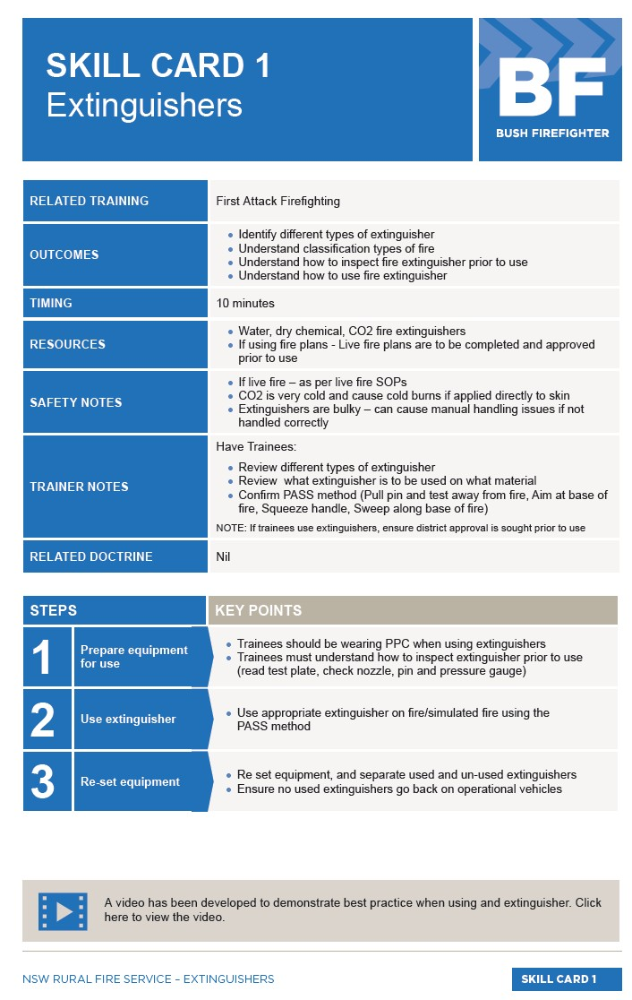 SKILL CARD 1
Extinguishers
BF
BUSH FIREFIGHTER
RELATED TRAINING
First Attack Firefighting
OUTCOMES
• Identify different types of extinguisher
• Understand classification types of fire
• Understand how to inspect fire extinguisher prior to use
• Understand how to use fire extinguisher
TIMING
10 minutes
RESOURCES
• Water, dry chemical, CO2 fire extinguishers
• If using fire plans - Live fire plans are to be completed and approved
prior to use
SAFETY NOTES
• If live fire – as per live fire SOPs
• CO2 is very cold and cause cold burns if applied directly to skin
• Extinguishers are bulky – can cause manual handling issues if not
handled correctly
TRAINER NOTES
Have Trainees:
• Review different types of extinguisher
• Review  what extinguisher is to be used on what material
• Confirm PASS method (Pull pin and test away from fire, Aim at base of
fire, Squeeze handle, Sweep along base of fire)
NOTE: If trainees use extinguishers, ensure district approval is sought prior to use
RELATED DOCTRINE
Nil
STEPS
KEY POINTS
1
Prepare equipment
for use
• Trainees should be wearing PPC when using extinguishers
• Trainees must understand how to inspect extinguisher prior to use
(read test plate, check nozzle, pin and pressure gauge)
2
Use extinguisher
• Use appropriate extinguisher on fire/simulated fire using the
PASS method
3
Re-set equipment
• Re set equipment, and separate used and un-used extinguishers
• Ensure no used extinguishers go back on operational vehicles
A video has been developed to demonstrate best practice when using and extinguisher. Click
here to view the video.
NSW RURAL FIRE SERVICE – EXTINGUISHERS
SKILL CARD 1